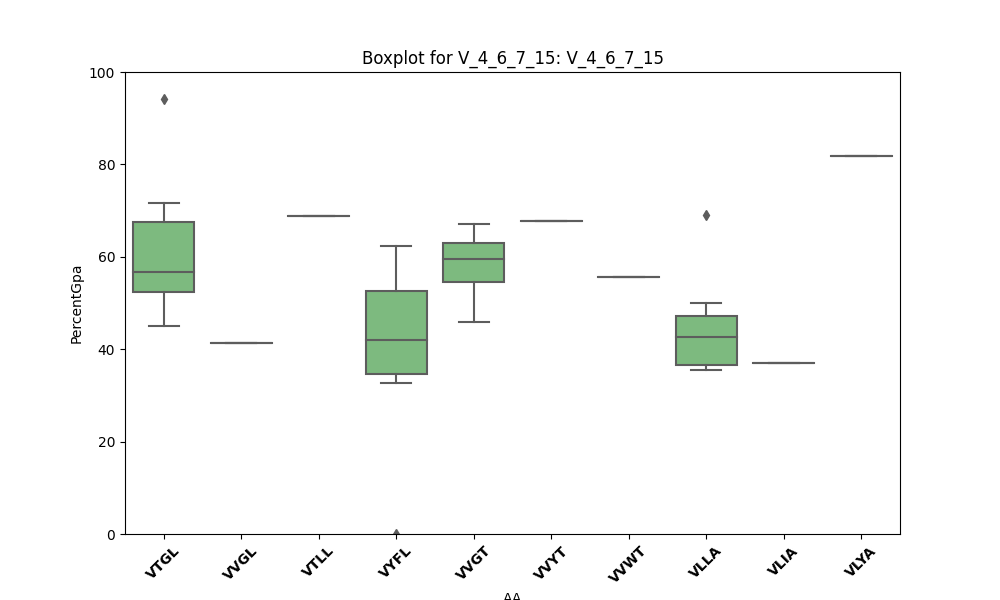 Boxplot for V_4_6_7_15: V_4_6_7_15
100
80
60
40
20
0
PercentGpa
VTGL
VVGL
VTLL
VYFL
VVGT
VVYT
VVWT
VLLA
VLIA
VLYA
AA